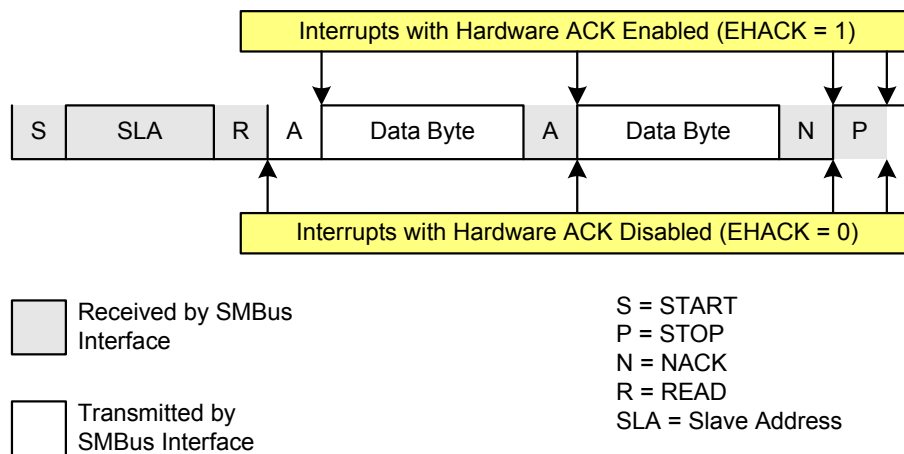 Interrupts with Hardware ACK Enabled (EHACK = 1)
S SLA R A Data Byte A Data Byte N P
Interrupts with Hardware ACK Disabled (EHACK = 0)
Received by SMBus
Interface
Transmitted by
SMBus Interface
S = START
P = STOP
N = NACK
R = READ
SLA = Slave Address